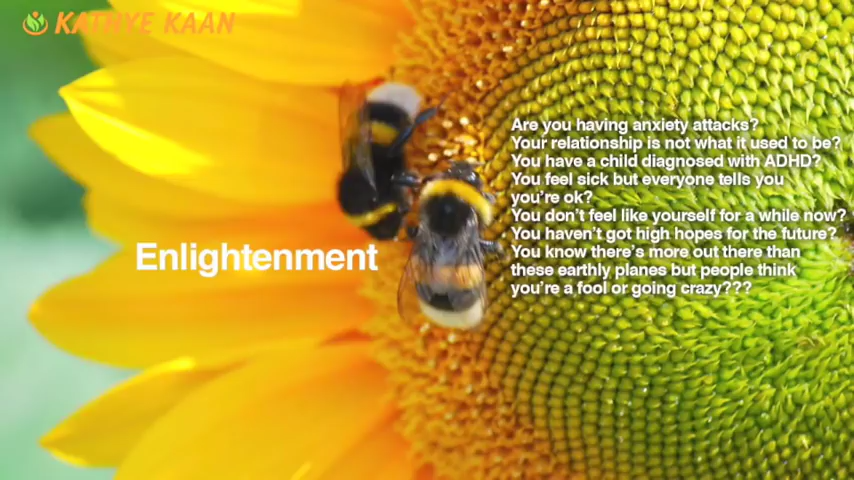 KATHYE KAAN
Are you having anxiety attacks?
Your relationship is not what it used to be?
You have a child diagnosed with ADHD?
You feel sick but everyone tells you
you're ok?
You don't feel like yourself for a while now?
You haven't got high hopes for the future?
You know there's more out there than
these earthly planes but people think
you're a fool or going crazy???
Enlightenment